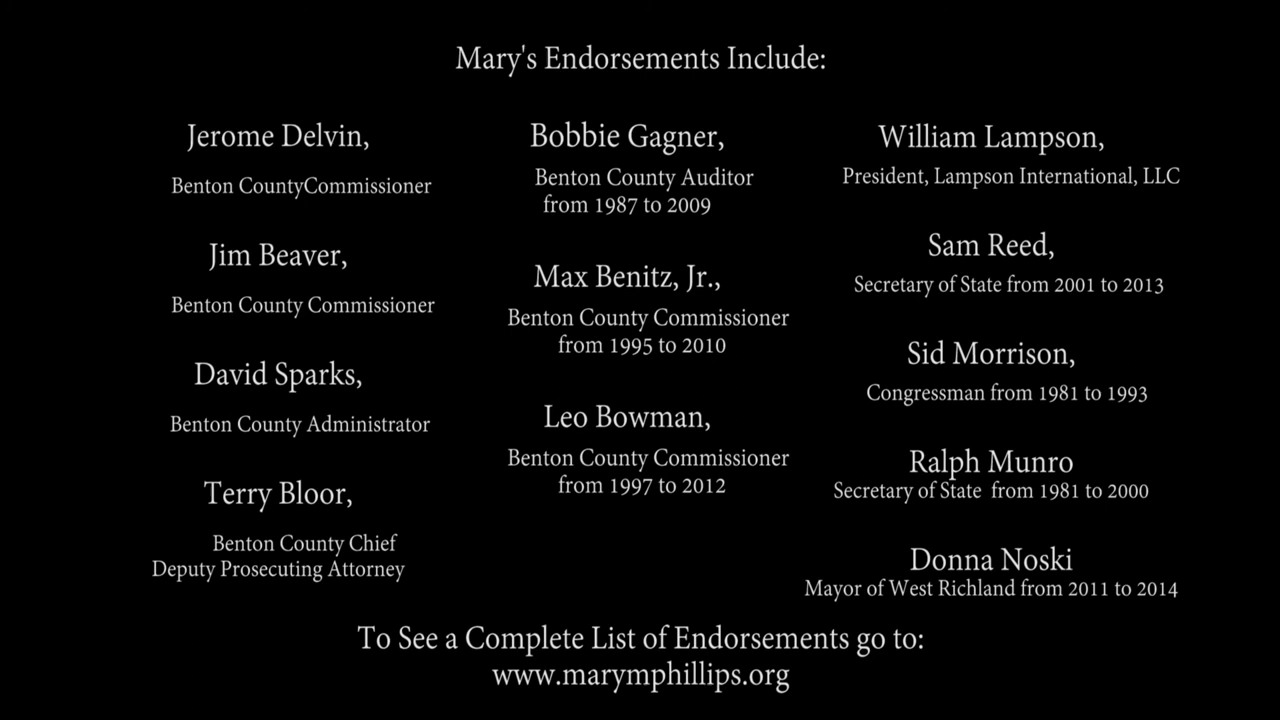 Mary's Endorsements Include:
Jerome Delvin,
Benton CountyCommissioner
Jim Beaver,
Benton County Commissioner
David Sparks,
Benton County Administrator
Terry Bloor,
Benton County Chief
Deputy Prosecuting Attorney
Bobbie Gagner,
Benton County Auditor
from 1987 to 2009
Max Benitz, Jr.,
Benton County Commissioner
from 1995 to 2010
Leo Bowman,
Benton County Commissioner
from 1997 to 2012
William Lampson,
President, Lampson International, LLC
Sam Reed,
Secretary of State from 2001 to 2013
Sid Morrison,
Congressman from 1981 to 1993
Ralph Munro
Secretary of State  from 1981 to 2000
Donna Noski
Mayor of West Richland from 2011 to 2014
To See a Complete List of Endorsements go to:
www.marymphillips.org